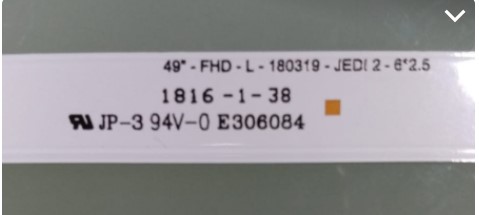 49" - FHD - L - 180319 - JEDI 2 - 6*2.5
1816 -1- 38
JP-3 94V-0 E306084